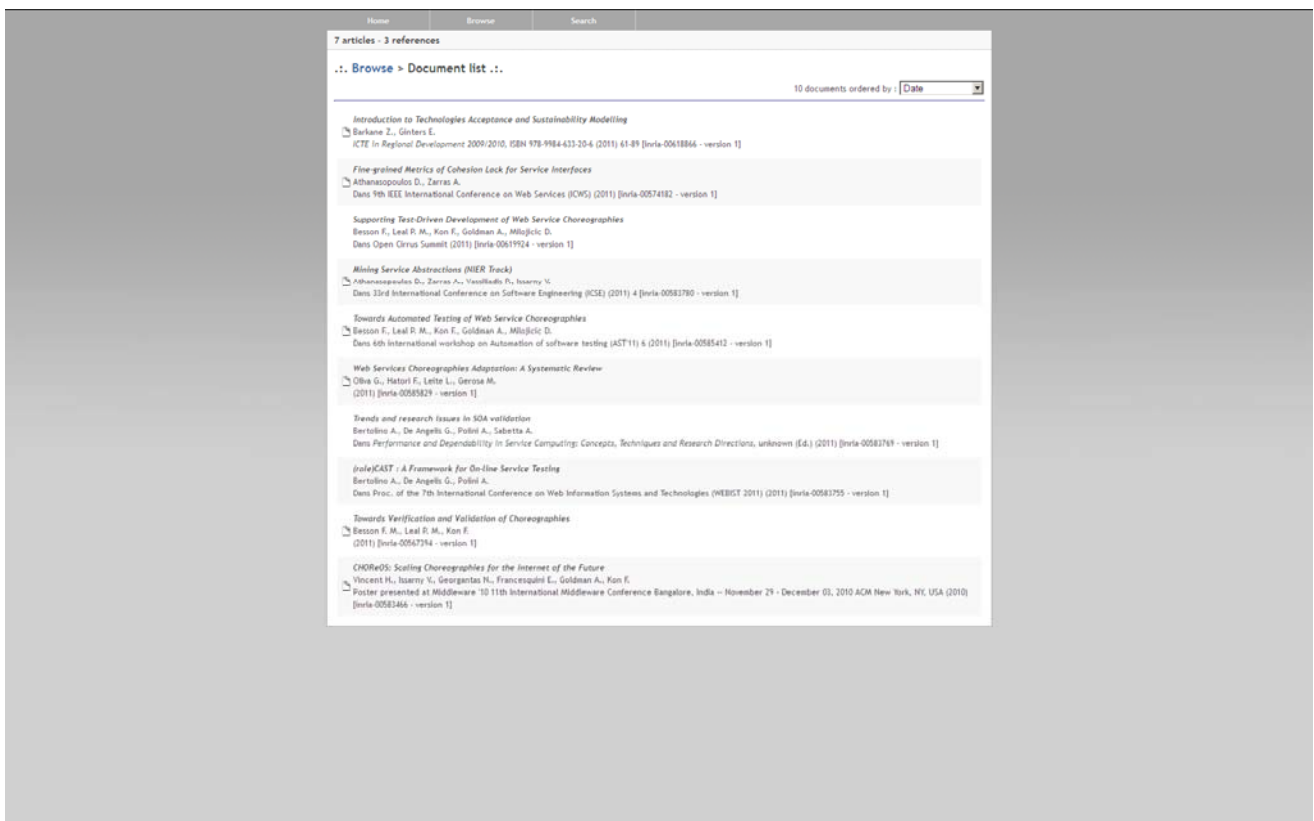 Home Browse Search
7 articles - 3 references
.:. Browse > Document list .:.
10 documents ordered by : Date
Introduction to Technologies Acceptance and Sustainability Modelling
Barkane Z., Ginters E.
ICTE in Regional Development 2009/2010, ISBN 978-9984-633-20-6 (2011) 61-89 [inria-00618866 - version 1]
Fine-grained Metrics of Cohesion Lack for Service Interfaces
Athanasopoulos D., Zarras A.
Dans 9th IEEE International Conference on Web Services (ICWS) (2011) [inria-00574182 - version 1]
Supporting Test-Driven Development of Web Service Choreographies
Besson F., Leal P. M., Kon F., Goldman A., Milojicic D.
Dans Open Cirrus Summit (2011) [inria-00619924 - version 1]
Mining Service Abstractions (NIER Track)
Athanasopoulos D., Zarras A., Vassiliadis P., Issarny V.
Dans 33rd International Conference on Software Engineering (ICSE) (2011) 4 [inria-00583780 - version 1]
Towards Automated Testing of Web Service Choreographies
Besson F., Leal P. M., Kon F., Goldman A., Milojicic D.
Dans 6th international workshop on Automation of software testing (AST'11) 6 (2011) [inria-00585412 - version 1]
Web Services Choreographies Adaptation: A Systematic Review
Oliva G., Hatori F., Leite L., Gerosa M.
(2011) [inria-00585829 - version 1]
Trends and research issues in SOA validation
Bertolino A., De Angelis G., Polini A., Sabetta A.
Dans Performance and Dependability in Service Computing: Concepts, Techniques and Research Directions, unknown (Ed.) (2011) [inria-00583769 - version 1]
(role)CAST : A Framework for On-line Service Testing
Bertolino A., De Angelis G., Polini A.
Dans Proc. of the 7th International Conference on Web Information Systems and Technologies (WEBIST 2011) (2011) [inria-00583755 - version 1]
Towards Verification and Validation of Choreographies
Besson F. M., Leal P. M., Kon F.
(2011) [inria-00567394 - version 1]
CHOReOS: Scaling Choreographies for the Internet of the Future
Vincent H., Issarny V., Georgantas N., Francesquini E., Goldman A., Kon F.
Poster presented at Middleware '10 11th International Middleware Conference Bangalore, India -- November 29 - December 03, 2010 ACM New York, NY, USA (2010)
[inria-00583466 - version 1]